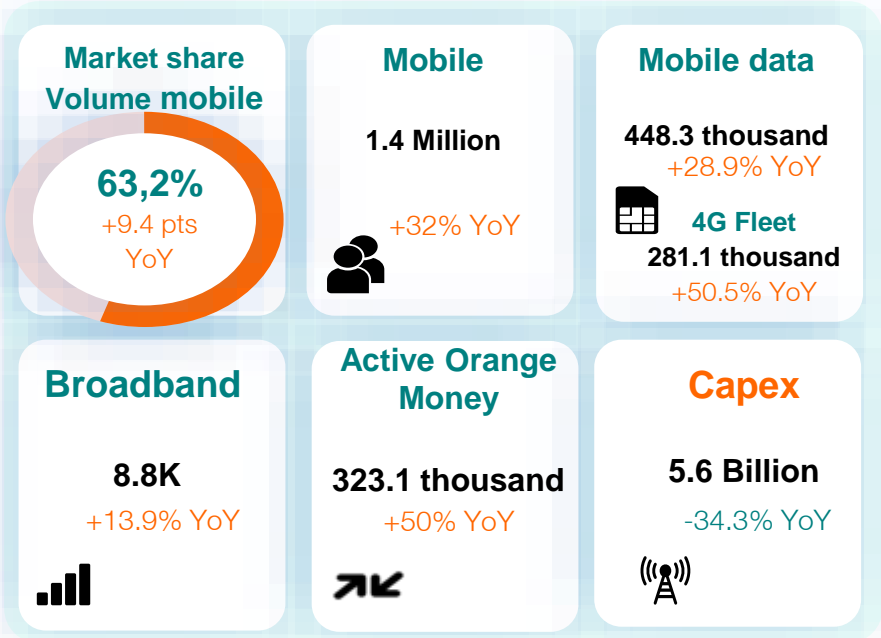 Market share
Volume mobile
63,2%
+9.4 pts
YoY
Mobile
1.4 Million
+32% YoY
Mobile data
448.3 thousand
+28.9% YoY
4G Fleet
281.1 thousand
+50.5% YoY
Broadband
8.8K
+13.9% YoY
Active Orange
Money
323.1 thousand
+50% YoY
Capex
5.6 Billion
-34.3% YoY